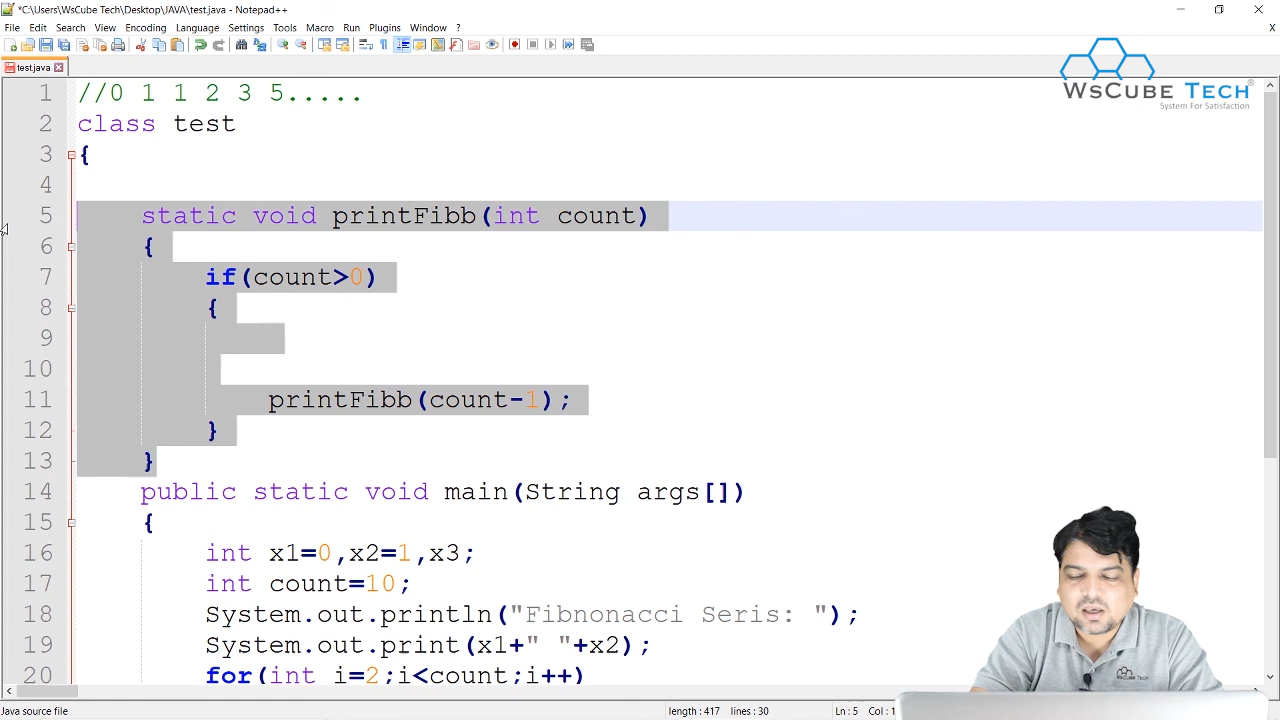 *C:\Users\WsCube Tech\Desktop\JAVA\test.java - Notepad++
File Edit Search View Encoding Language Settings Tools Macro Run Plugins Window ?
X
test.java
WsCube Tech®
System For Satisfaction
1 //0 1 1 2 3 5.....
2 class test
3 {
4
5 static void printFibb(int count)
6 {
7 if(count>0)
8 {
9
10
11 printFibb(count-1);
12 }
13 }
14 public static void main(String args[])
15 {
16 int x1=0,x2=1,x3;
17 int count=10;
18 System.out.println("Fibnonacci Seris: ");
19 System.out.print(x1+" "+x2);
20 for(int i=2;i<count;i++)
WsCube Tech
Java source file length : 417 lines : 30 Ln : 5 Col : 1